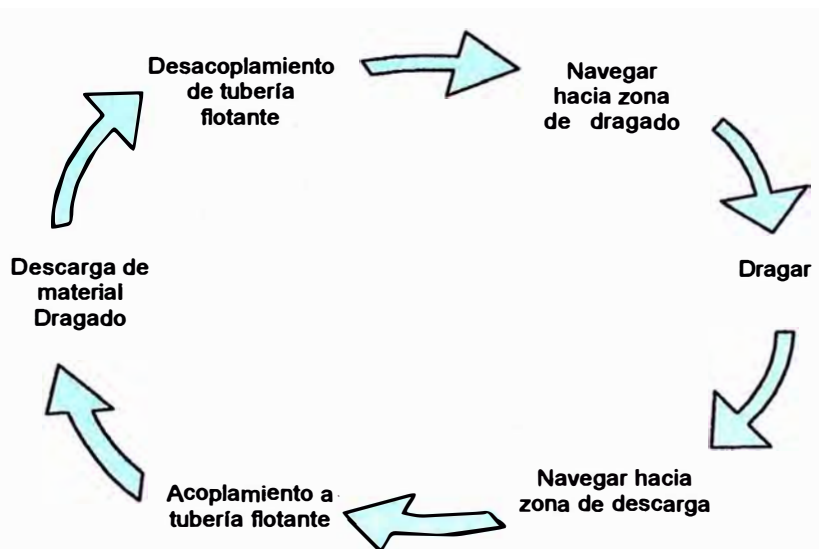 Desacoplamiento
de tubería
flotante
Navegar
hacia zona
de dragado
Dragar
Navegar hacia
zona de descarga
Acoplamiento a
tubería flotante
Descarga de
material
Dragado